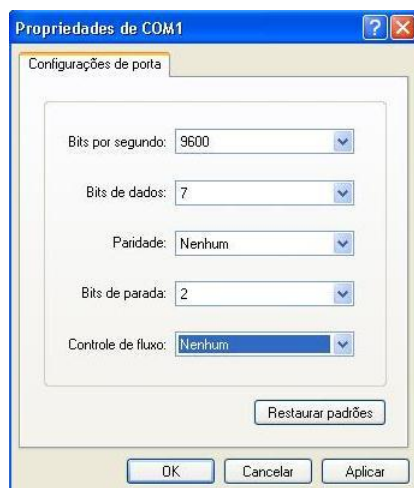 Propriedades de COM1
Configurações de porta
Bits por segundo: 9600
Bits de dados: 7
Paridade: Nenhum
Bits de parada: 2
Controle de fluxo: Nenhum
Restaurar padrões
OK Cancelar Aplicar